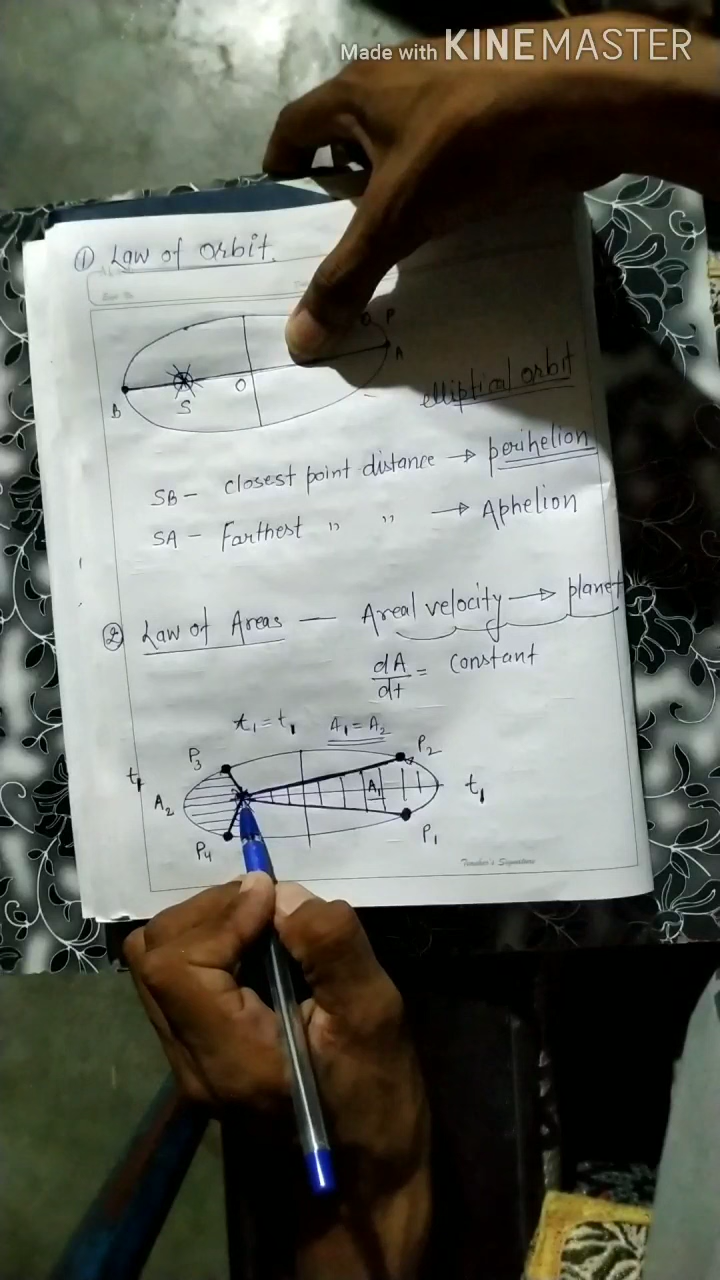 Made with KINEMASTER
① Law of orbit.
P
A
B
S
O
elliptical orbit
SB - closest point distance → perihelion
SA - Farthest " " → Aphelion
② Law of Areas — Areal velocity → planet
dA/dt = constant
t₁ = t₁ A₁ = A₂
P₃
P₂
t₁
A₂
A₁
t₁
P₄
P₁
Teacher's Signature